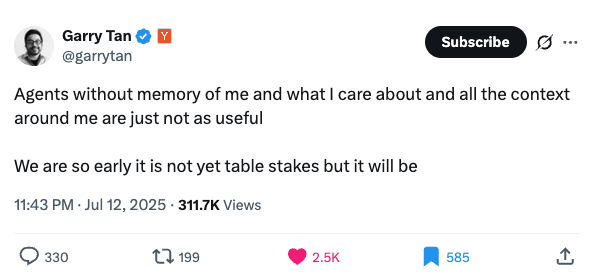 Garry Tan
Subscribe
@garrytan
Agents without memory of me and what I care about and all the context
around me are just not as useful
We are so early it is not yet table stakes but it will be
11:43 PM · Jul 12, 2025 · 311.7K Views
330 199 2.5K 585